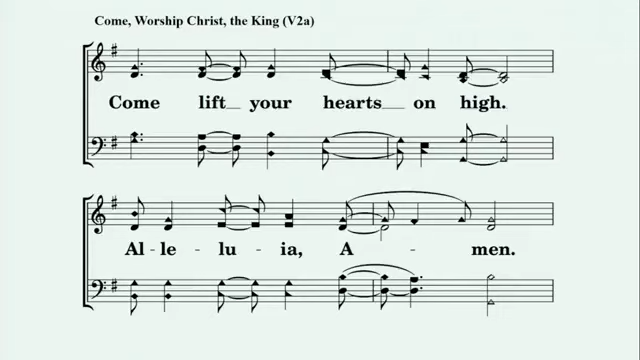 Come, Worship Christ, the King (V2a)
Come lift your hearts on high.
Al - le - lu - ia, A - men.